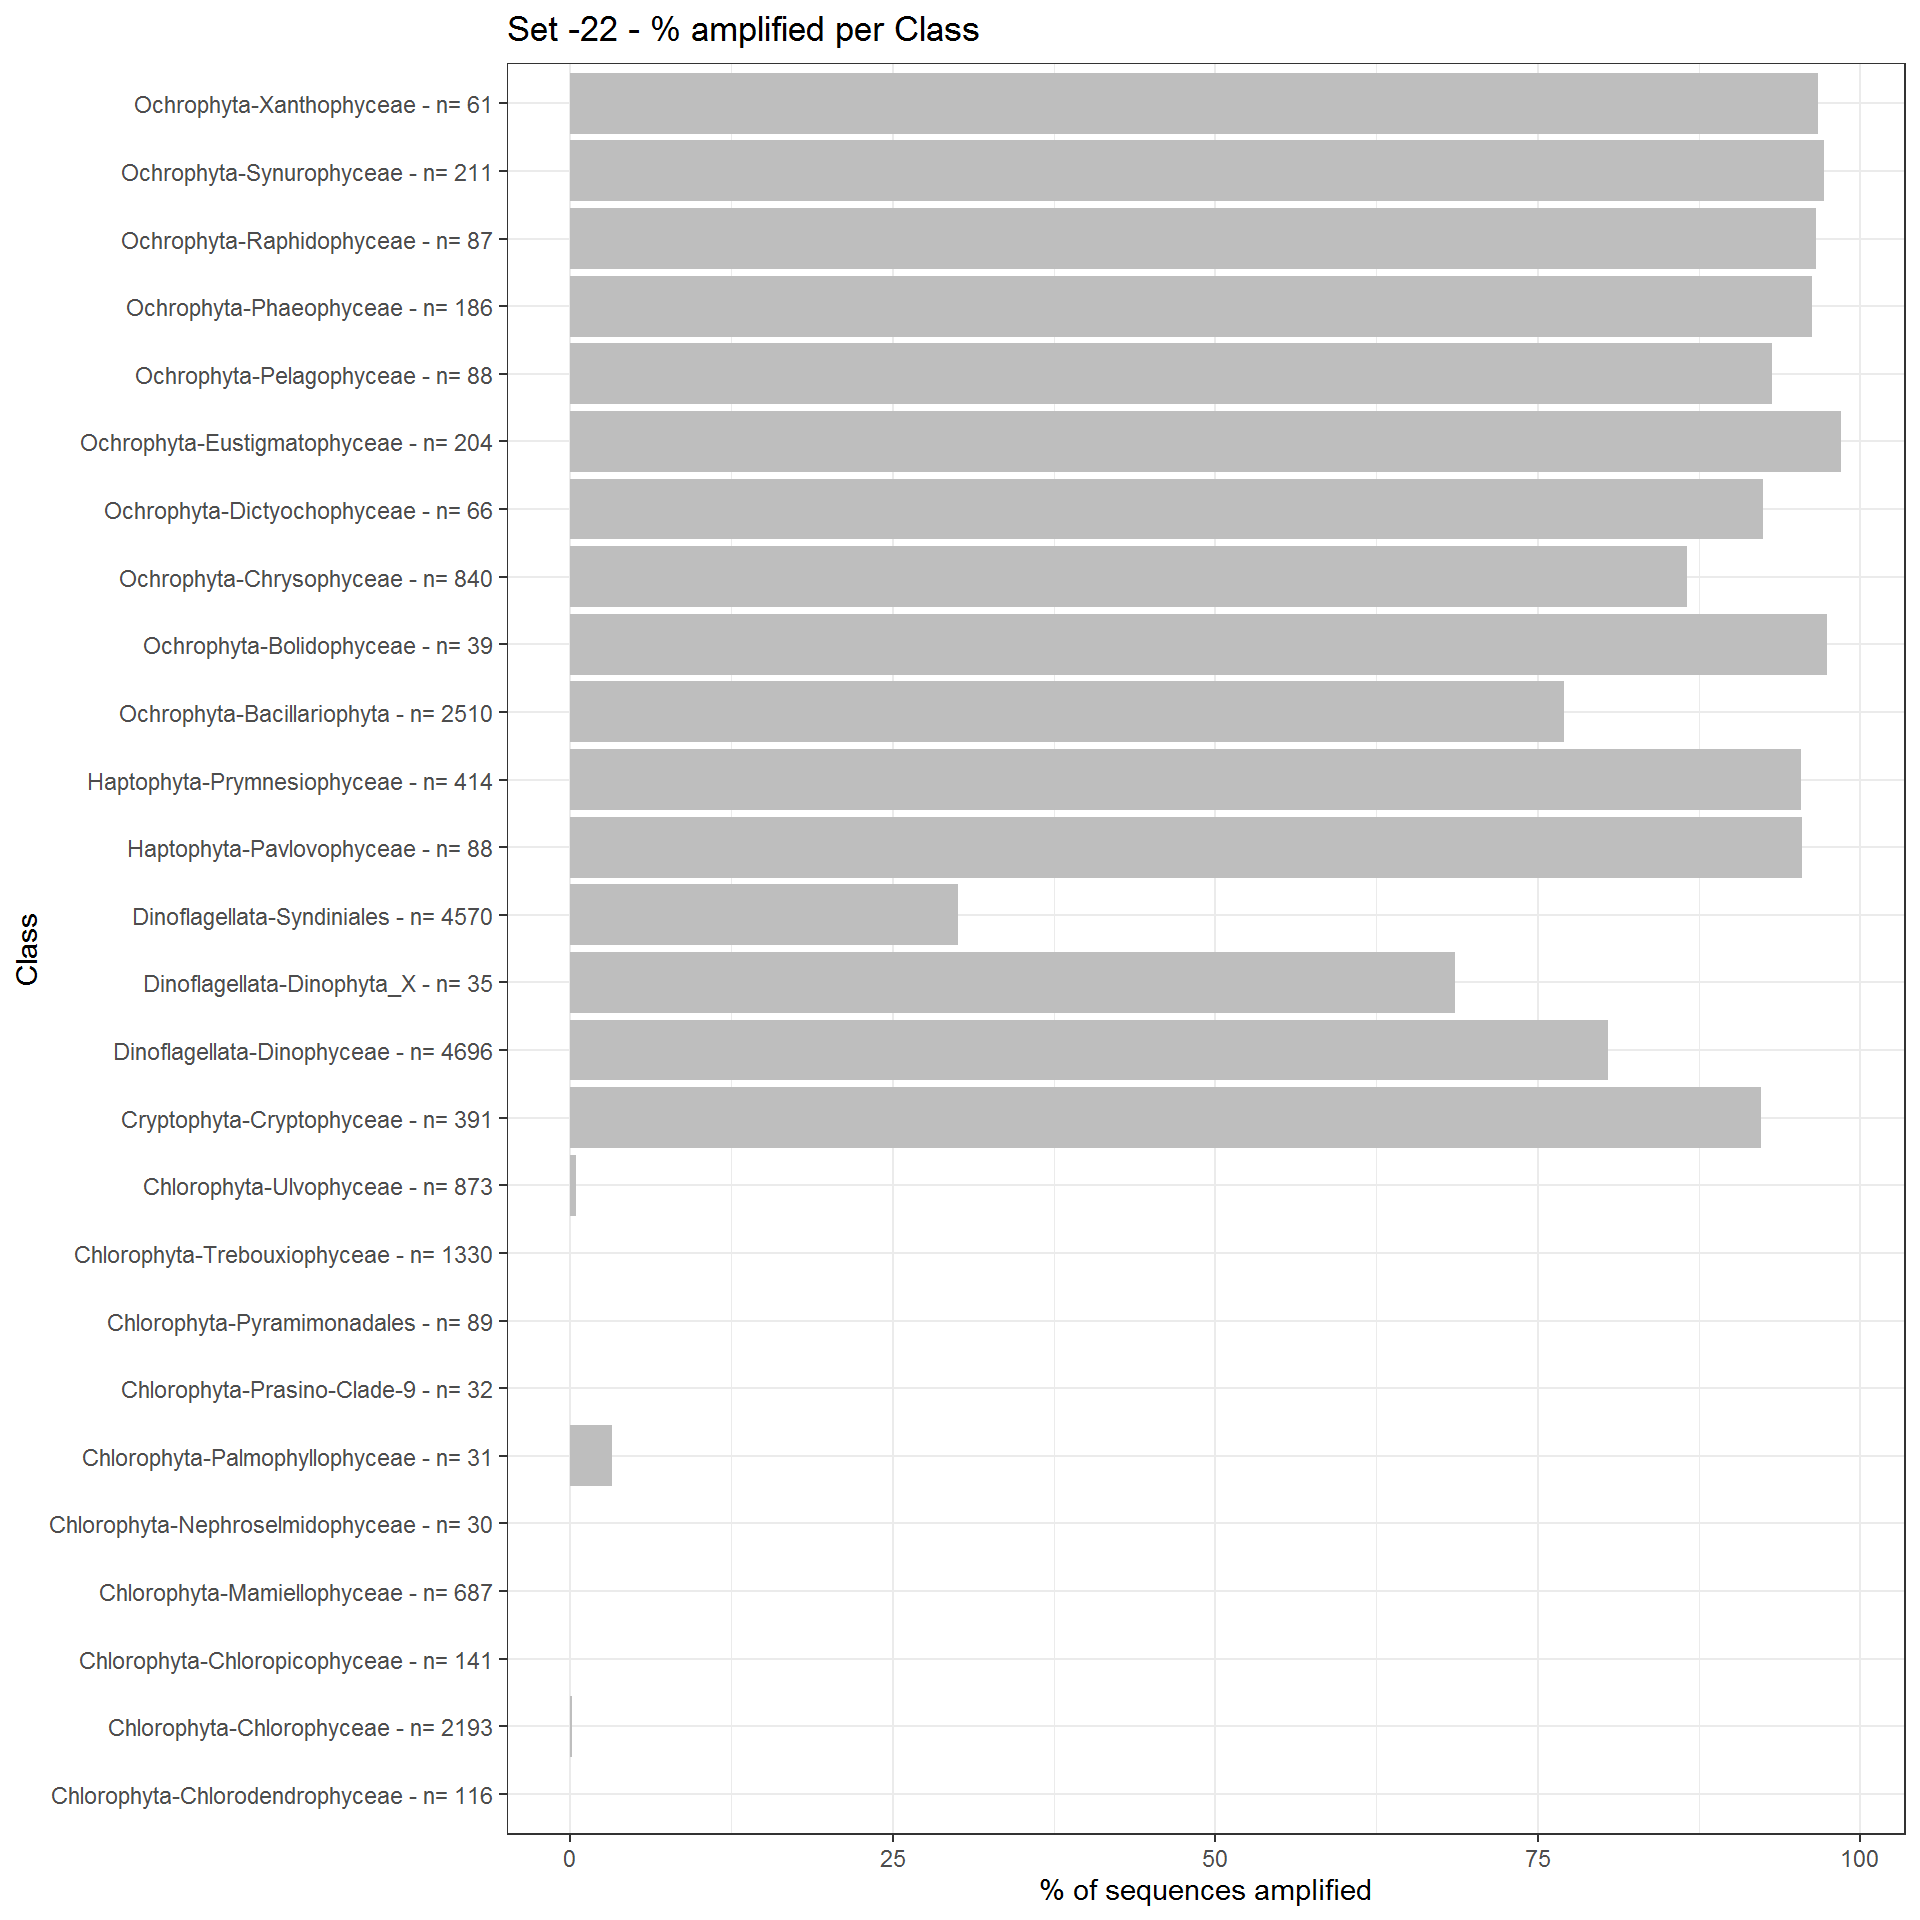 Set -22 - % amplified per Class
Ochrophyta-Xanthophyceae - n= 61
Ochrophyta-Synurophyceae - n= 211
Ochrophyta-Raphidophyceae - n= 87
Ochrophyta-Phaeophyceae - n= 186
Ochrophyta-Pelagophyceae - n= 88
Ochrophyta-Eustigmatophyceae - n= 204
Ochrophyta-Dictyochophyceae - n= 66
Ochrophyta-Chrysophyceae - n= 840
Ochrophyta-Bolidophyceae - n= 39
Ochrophyta-Bacillariophyta - n= 2510
Haptophyta-Prymnesiophyceae - n= 414
Haptophyta-Pavlovophyceae - n= 88
Dinoflagellata-Syndiniales - n= 4570
Dinoflagellata-Dinophyta_X - n= 35
Dinoflagellata-Dinophyceae - n= 4696
Cryptophyta-Cryptophyceae - n= 391
Chlorophyta-Ulvophyceae - n= 873
Chlorophyta-Trebouxiophyceae - n= 1330
Chlorophyta-Pyramimonadales - n= 89
Chlorophyta-Prasino-Clade-9 - n= 32
Chlorophyta-Palmophyllophyceae - n= 31
Chlorophyta-Nephroselmidophyceae - n= 30
Chlorophyta-Mamiellophyceae - n= 687
Chlorophyta-Chloropicophyceae - n= 141
Chlorophyta-Chlorophyceae - n= 2193
Chlorophyta-Chlorodendrophyceae - n= 116
Class
0 25 50 75 100
% of sequences amplified